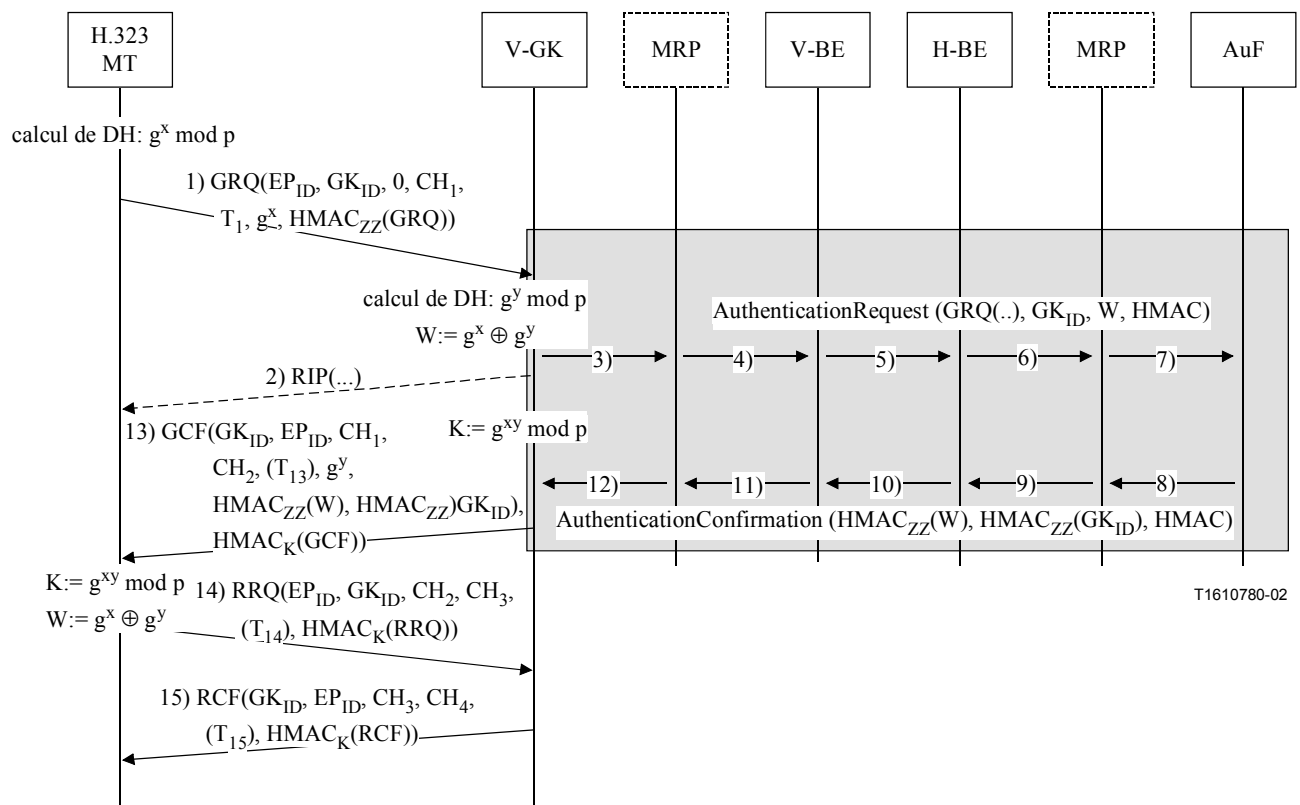 H.323
MT
V-GK
MRP
V-BE
H-BE
MRP
AuF
calcul de DH: g^x mod p
1) GRQ(EP_ID, GK_ID, 0, CH_1,
T_1, g^x, HMAC_ZZ(GRQ))
calcul de DH: g^y mod p
W:= g^x ⊕ g^y
AuthenticationRequest (GRQ(..), GK_ID, W, HMAC)
3)
4)
5)
6)
7)
2) RIP(...)
13) GCF(GK_ID, EP_ID, CH_1,
CH_2, (T_13), g^y,
HMAC_ZZ(W), HMAC_ZZ)GK_ID),
HMAC_K(GCF))
K:= g^xy mod p
12)
11)
10)
9)
8)
AuthenticationConfirmation (HMAC_ZZ(W), HMAC_ZZ(GK_ID), HMAC)
K:= g^xy mod p
W:= g^x ⊕ g^y
14) RRQ(EP_ID, GK_ID, CH_2, CH_3,
(T_14), HMAC_K(RRQ))
T1610780-02
15) RCF(GK_ID, EP_ID, CH_3, CH_4,
(T_15), HMAC_K(RCF))